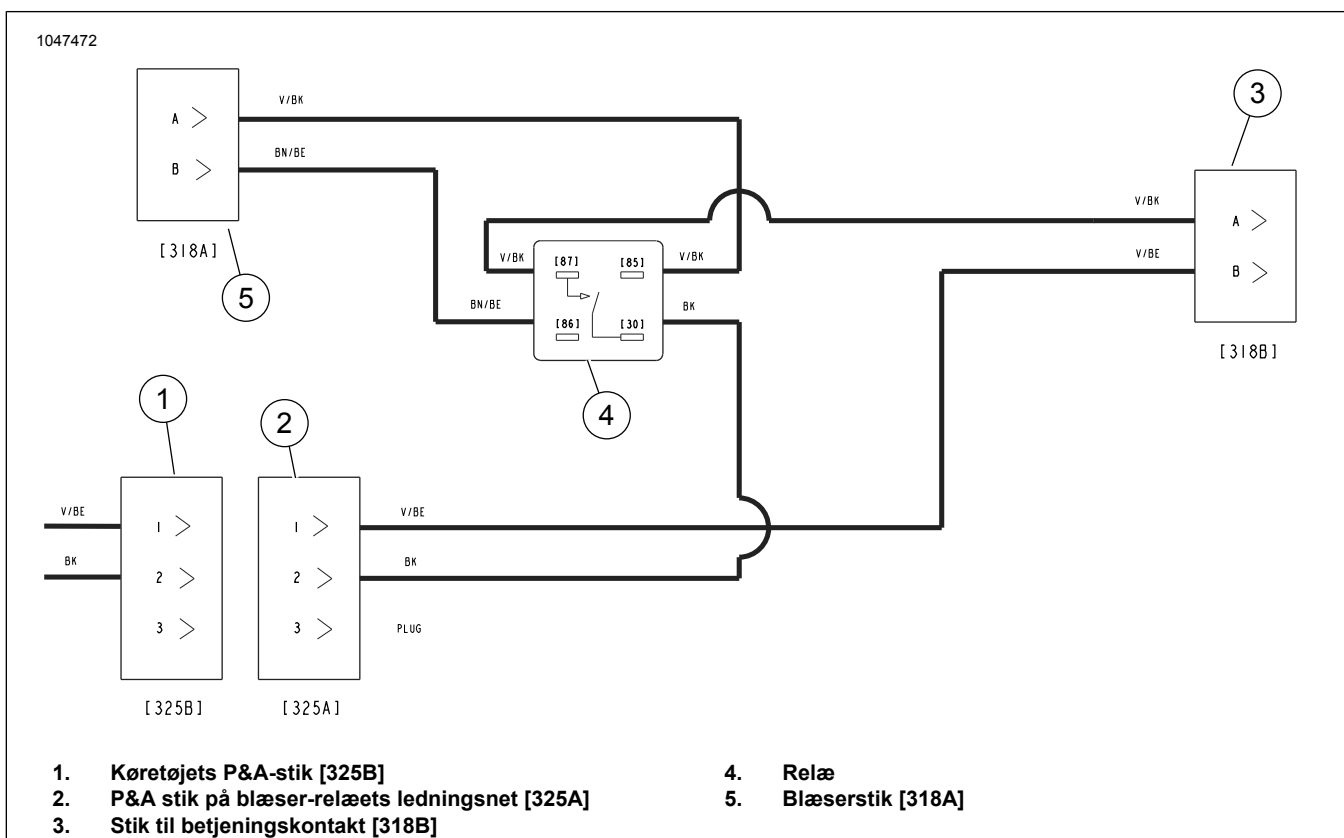 1047472
V/BK
A
BN/BE
B
[318A]
5
3
V/BK
A
V/BE
B
[318B]
V/BK
[87]
[85]
V/BK
BN/BE
[86]
[30]
BK
4
1
2
V/BE
1
BK
2
3
[325B]
1
V/BE
2
BK
3
PLUG
[325A]
1. Køretøjets P&A-stik [325B]
2. P&A stik på blæser-relæets ledningsnet [325A]
3. Stik til betjeningskontakt [318B]
4. Relæ
5. Blæserstik [318A]